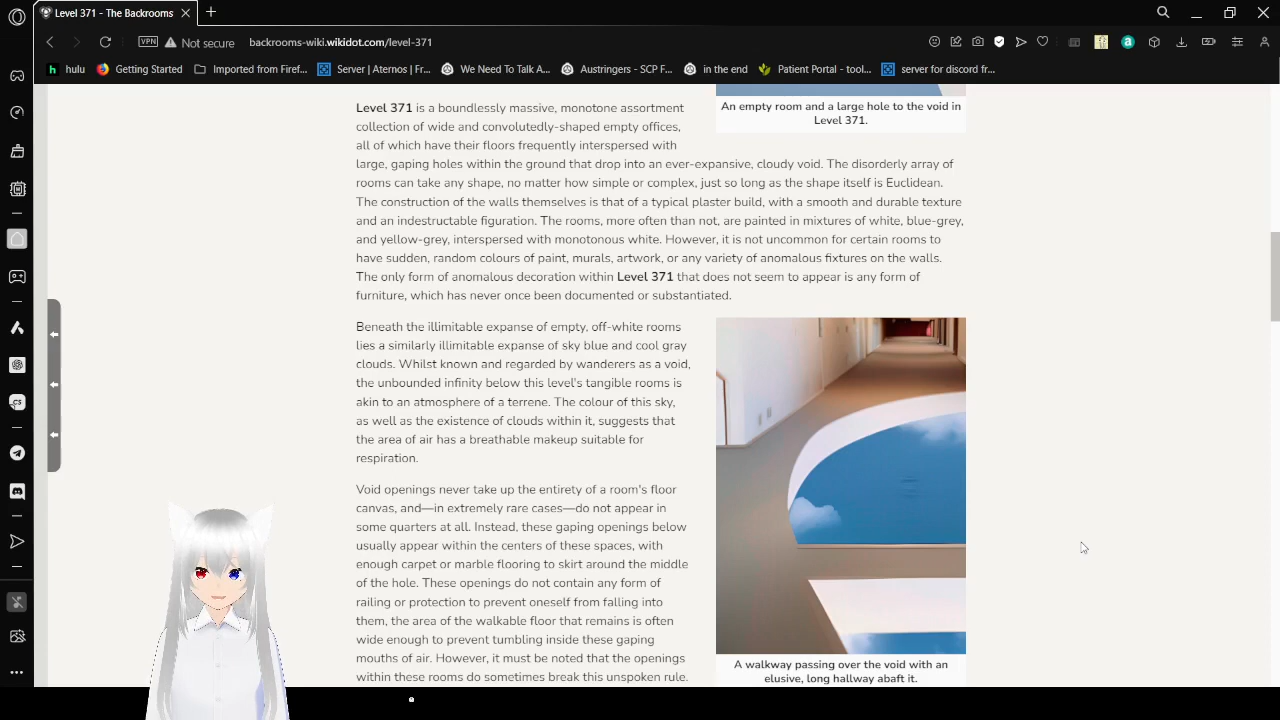 Level 371 - The Backrooms
VPN
Not secure
backrooms-wiki.wikidot.com/level-371
hulu
Getting Started
Imported from Firef...
Server | Aternos | Fr...
We Need To Talk A...
Austringers - SCP F...
in the end
Patient Portal - tool...
server for discord fr...
Level 371 is a boundlessly massive, monotone assortment
collection of wide and convolutedly-shaped empty offices,
all of which have their floors frequently interspersed with
large, gaping holes within the ground that drop into an ever-expansive, cloudy void. The disorderly array of
rooms can take any shape, no matter how simple or complex, just so long as the shape itself is Euclidean.
The construction of the walls themselves is that of a typical plaster build, with a smooth and durable texture
and an indestructable figuration. The rooms, more often than not, are painted in mixtures of white, blue-grey,
and yellow-grey, interspersed with monotonous white. However, it is not uncommon for certain rooms to
have sudden, random colours of paint, murals, artwork, or any variety of anomalous fixtures on the walls.
The only form of anomalous decoration within Level 371 that does not seem to appear is any form of
furniture, which has never once been documented or substantiated.
An empty room and a large hole to the void in
Level 371.
Beneath the illimitable expanse of empty, off-white rooms
lies a similarly illimitable expanse of sky blue and cool gray
clouds. Whilst known and regarded by wanderers as a void,
the unbounded infinity below this level's tangible rooms is
akin to an atmosphere of a terrene. The colour of this sky,
as well as the existence of clouds within it, suggests that
the area of air has a breathable makeup suitable for
respiration.
Void openings never take up the entirety of a room's floor
canvas, and—in extremely rare cases—do not appear in
some quarters at all. Instead, these gaping openings below
usually appear within the centers of these spaces, with
enough carpet or marble flooring to skirt around the middle
of the hole. These openings do not contain any form of
railing or protection to prevent oneself from falling into
them, the area of the walkable floor that remains is often
wide enough to prevent tumbling inside these gaping
mouths of air. However, it must be noted that the openings
within these rooms do sometimes break this unspoken rule.
A walkway passing over the void with an
elusive, long hallway abaft it.